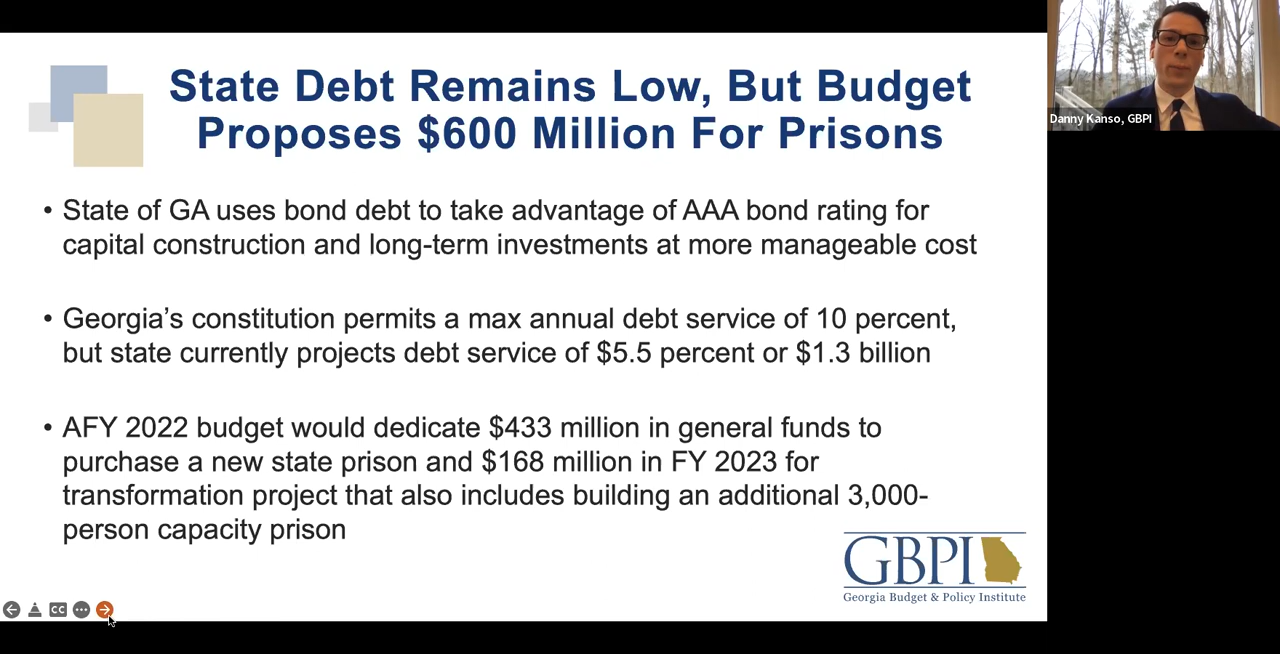 State Debt Remains Low, But Budget
Proposes $600 Million For Prisons
• State of GA uses bond debt to take advantage of AAA bond rating for
capital construction and long-term investments at more manageable cost
• Georgia’s constitution permits a max annual debt service of 10 percent,
but state currently projects debt service of $5.5 percent or $1.3 billion
• AFY 2022 budget would dedicate $433 million in general funds to
purchase a new state prison and $168 million in FY 2023 for
transformation project that also includes building an additional 3,000-
person capacity prison
GBPI
Georgia Budget & Policy Institute
CC
Danny Kanso, GBPI